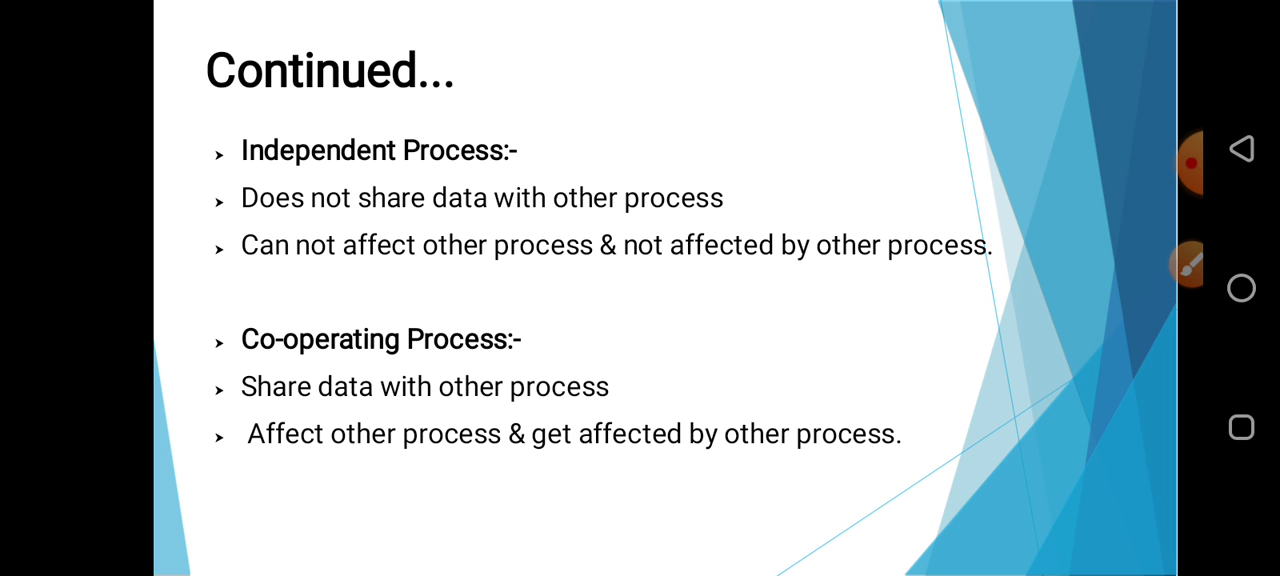 Continued...
Independent Process:-
Does not share data with other process
Can not affect other process & not affected by other process.
Co-operating Process:-
Share data with other process
Affect other process & get affected by other process.